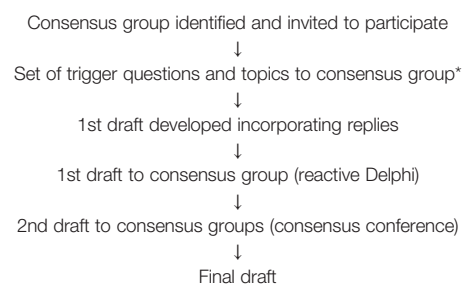 Consensus group identified and invited to participate
↓
Set of trigger questions and topics to consensus group*
↓
1st draft developed incorporating replies
↓
1st draft to consensus group (reactive Delphi)
↓
2nd draft to consensus groups (consensus conference)
↓
Final draft